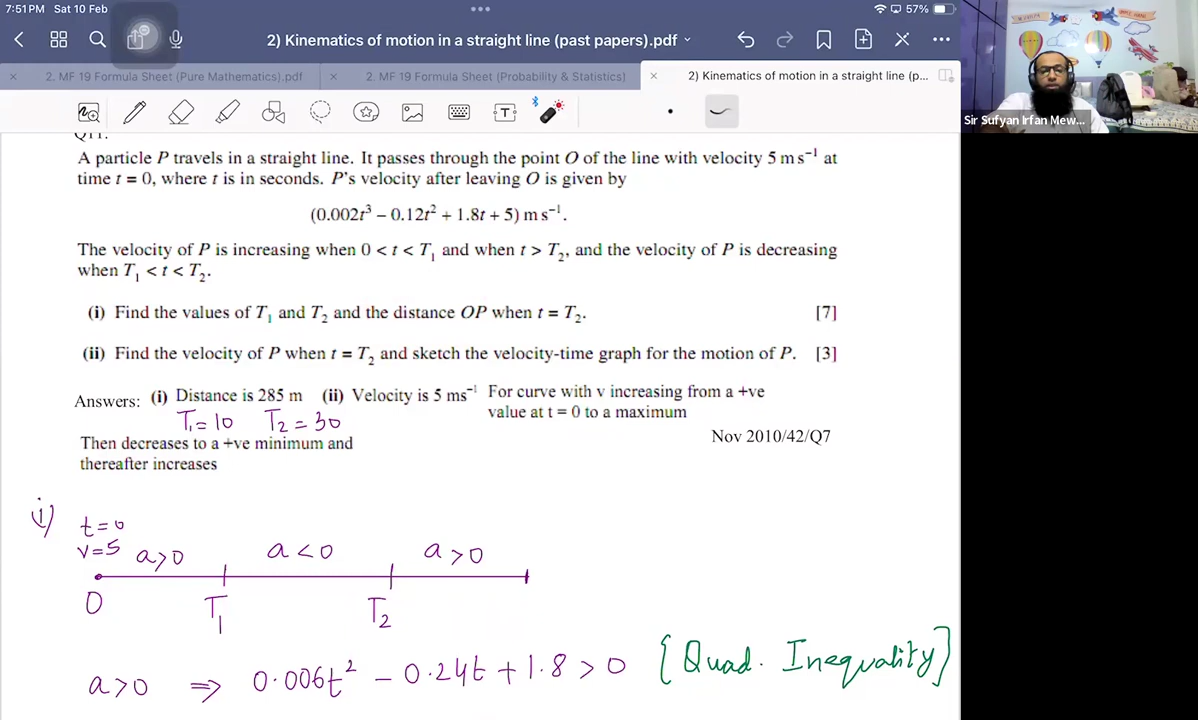 7:51 PM Sat 10 Feb
57%
2) Kinematics of motion in a straight line (past papers).pdf
2. MF 19 Formula Sheet (Pure Mathematics).pdf
2. MF 19 Formula Sheet (Probability & Statistics)
2) Kinematics of motion in a straight line (p...
Sir Sufyan Irfan Mew...
Q11.
A particle P travels in a straight line. It passes through the point O of the line with velocity 5 m s⁻¹ at
time t = 0, where t is in seconds. P's velocity after leaving O is given by
(0.002t³ − 0.12t² + 1.8t + 5) m s⁻¹.
The velocity of P is increasing when 0 < t < T₁ and when t > T₂, and the velocity of P is decreasing
when T₁ < t < T₂.
(i) Find the values of T₁ and T₂ and the distance OP when t = T₂. [7]
(ii) Find the velocity of P when t = T₂ and sketch the velocity-time graph for the motion of P. [3]
Answers: (i) Distance is 285 m (ii) Velocity is 5 ms⁻¹ For curve with v increasing from a +ve
value at t = 0 to a maximum
T₁ = 10 T₂ = 30
Then decreases to a +ve minimum and
thereafter increases
Nov 2010/42/Q7
i)
t=0
v=5 a>0 a<0 a>0
O T₁ T₂
a>0 ⇒ 0.006t² − 0.24t + 1.8 > 0 [Quad. Inequality]